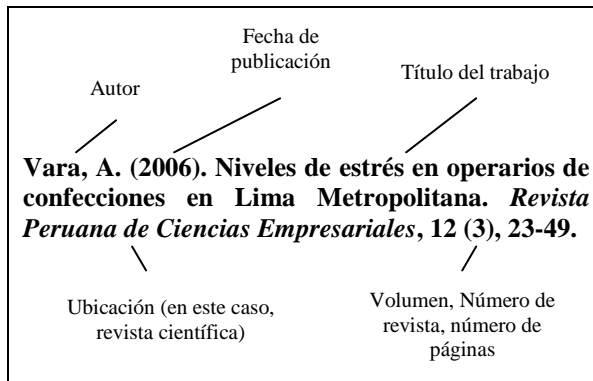 Fecha de
publicación
Título del trabajo
Autor
Vara, A. (2006). Niveles de estrés en operarios de
confecciones en Lima Metropolitana. Revista
Peruana de Ciencias Empresariales, 12 (3), 23-49.
Ubicación (en este caso,
revista científica)
Volumen, Número de
revista, número de
páginas